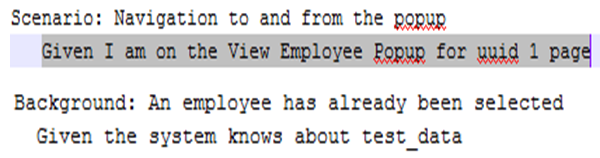 Scenario: Navigation to and from the popup
Given I am on the View Employee Popup for uuid 1 page
Background: An employee has already been selected
Given the system knows about test_data